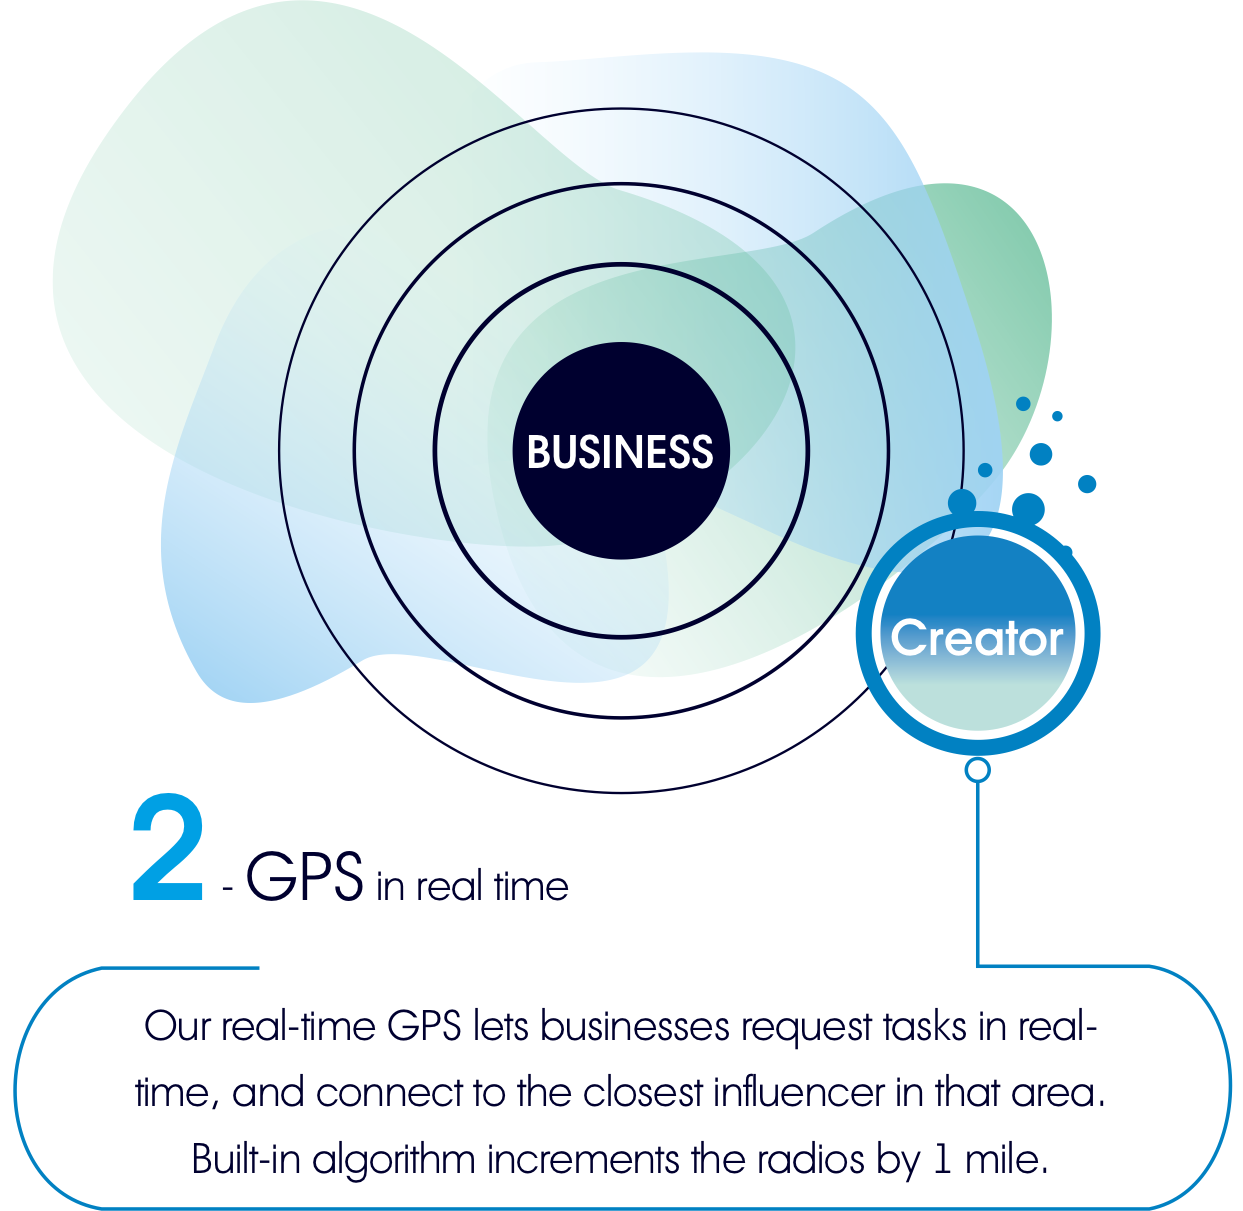 BUSINESS
Creator
2 - GPS in real time
Our real-time GPS lets businesses request tasks in real-
time, and connect to the closest influencer in that area.
Built-in algorithm increments the radios by 1 mile.